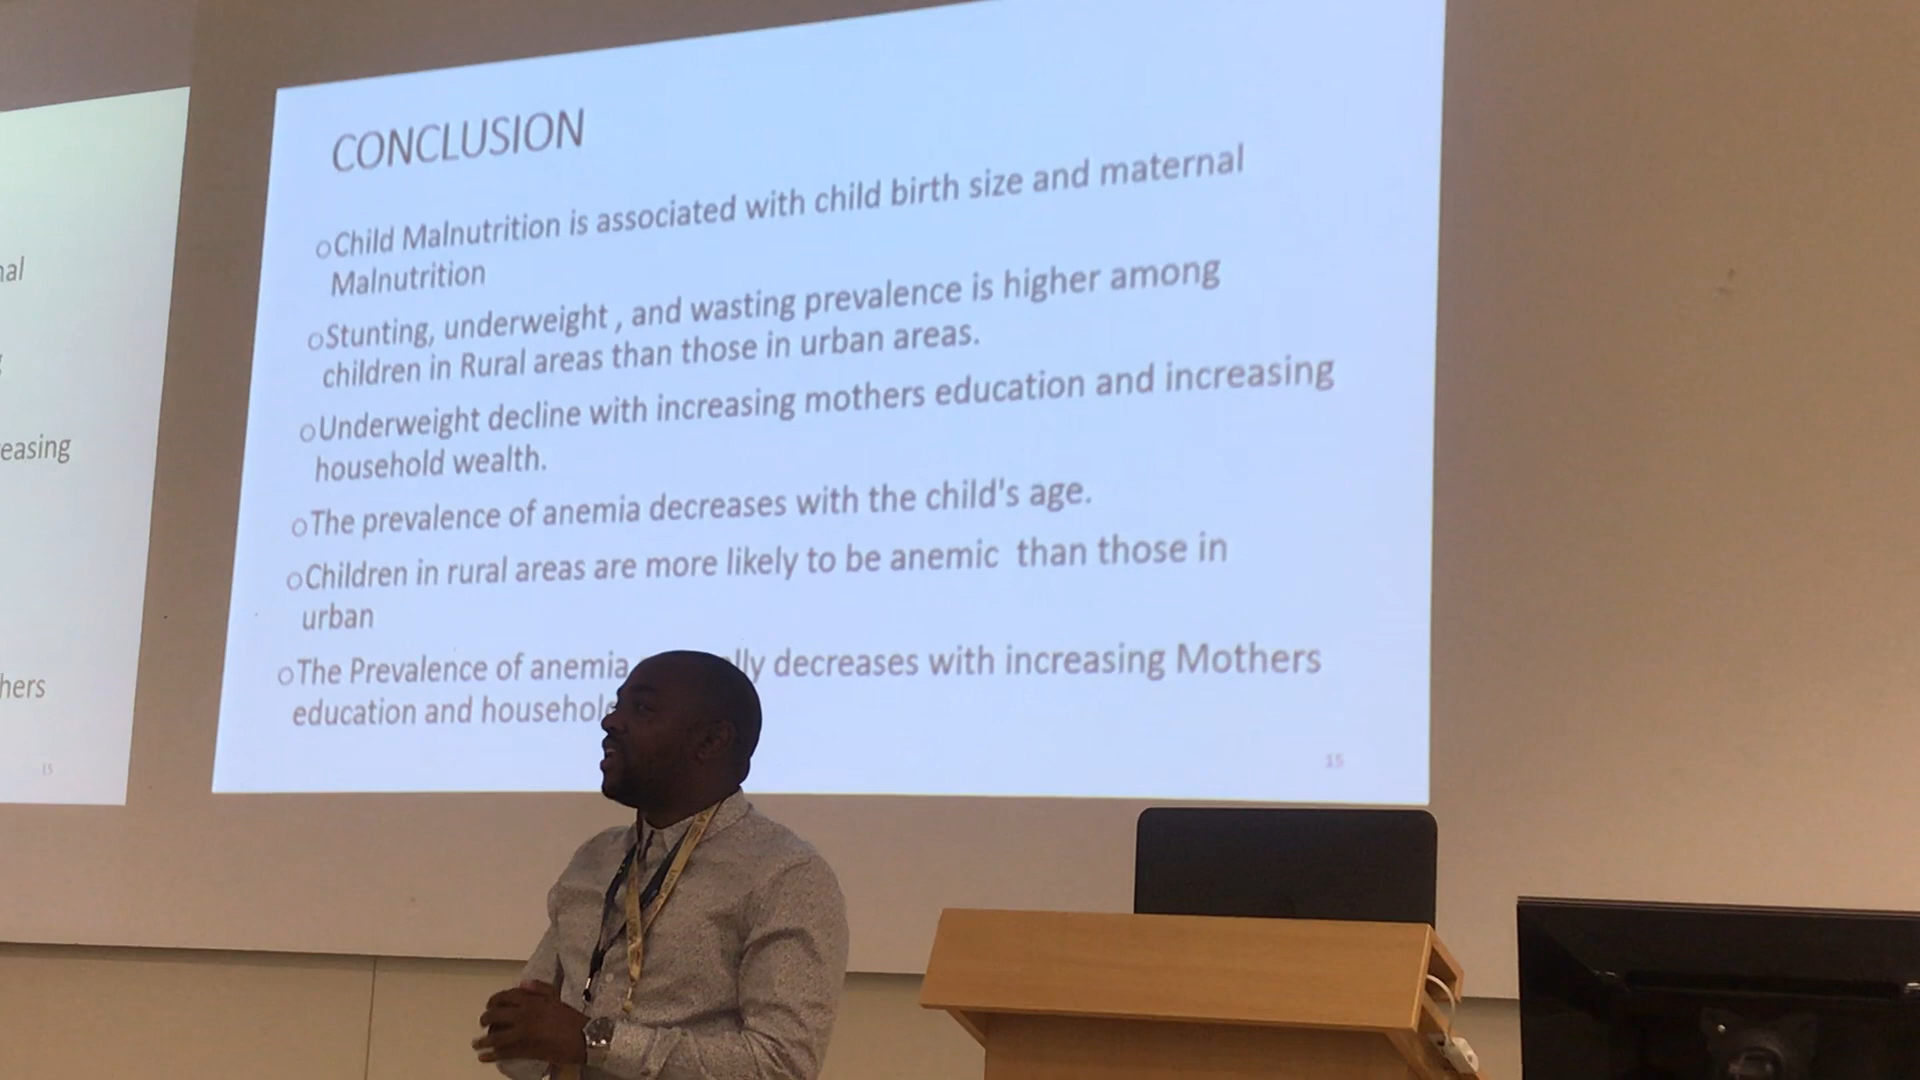 CONCLUSION
oChild Malnutrition is associated with child birth size and maternal
Malnutrition
oStunting, underweight , and wasting prevalence is higher among
children in Rural areas than those in urban areas.
oUnderweight decline with increasing mothers education and increasing
household wealth.
oThe prevalence of anemia decreases with the child's age.
oChildren in rural areas are more likely to be anemic than those in
urban
oThe Prevalence of anemia decreases with increasing Mothers
education and
15
easing
15